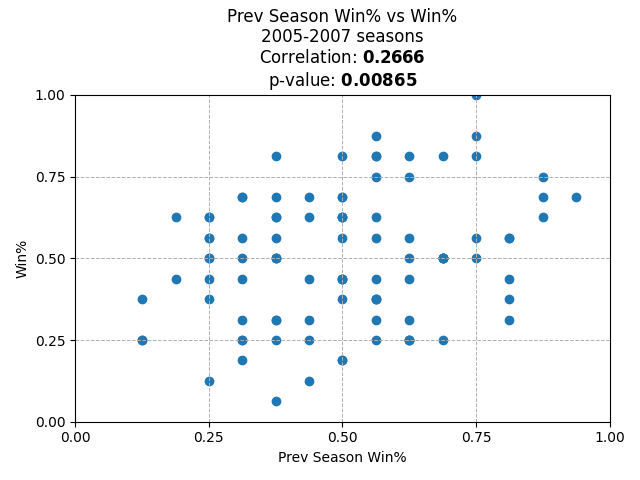 Prev Season Win% vs Win%
2005-2007 seasons
Correlation: 0.2666
p-value: 0.00865
1.00
0.75
0.50
0.25
0.00
Win%
0.00 0.25 0.50 0.75 1.00
Prev Season Win%